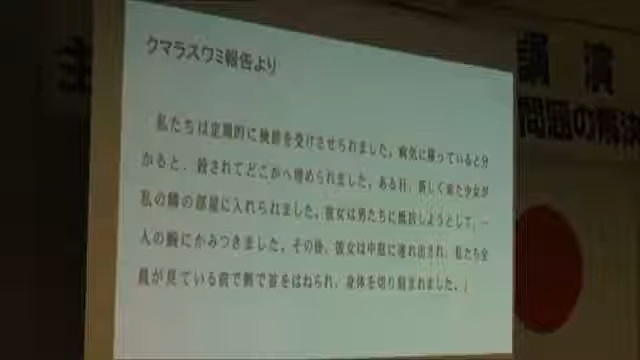 クマラスワミ報告より
私たちは定期的に検診を受けさせられました。病気に罹っていると分
かると、殺されてどこかへ埋められました。ある日、新しく来た少女が
私の隣の部屋に入れられました。彼女は男たちに抵抗しようとして、一
人の腕にかみつきました。その後、彼女は中庭に連れ出され、私たち全
員が見ている前で剣で首をはねられ、身体を切り刻まれました。」
講演
問題の解決
主